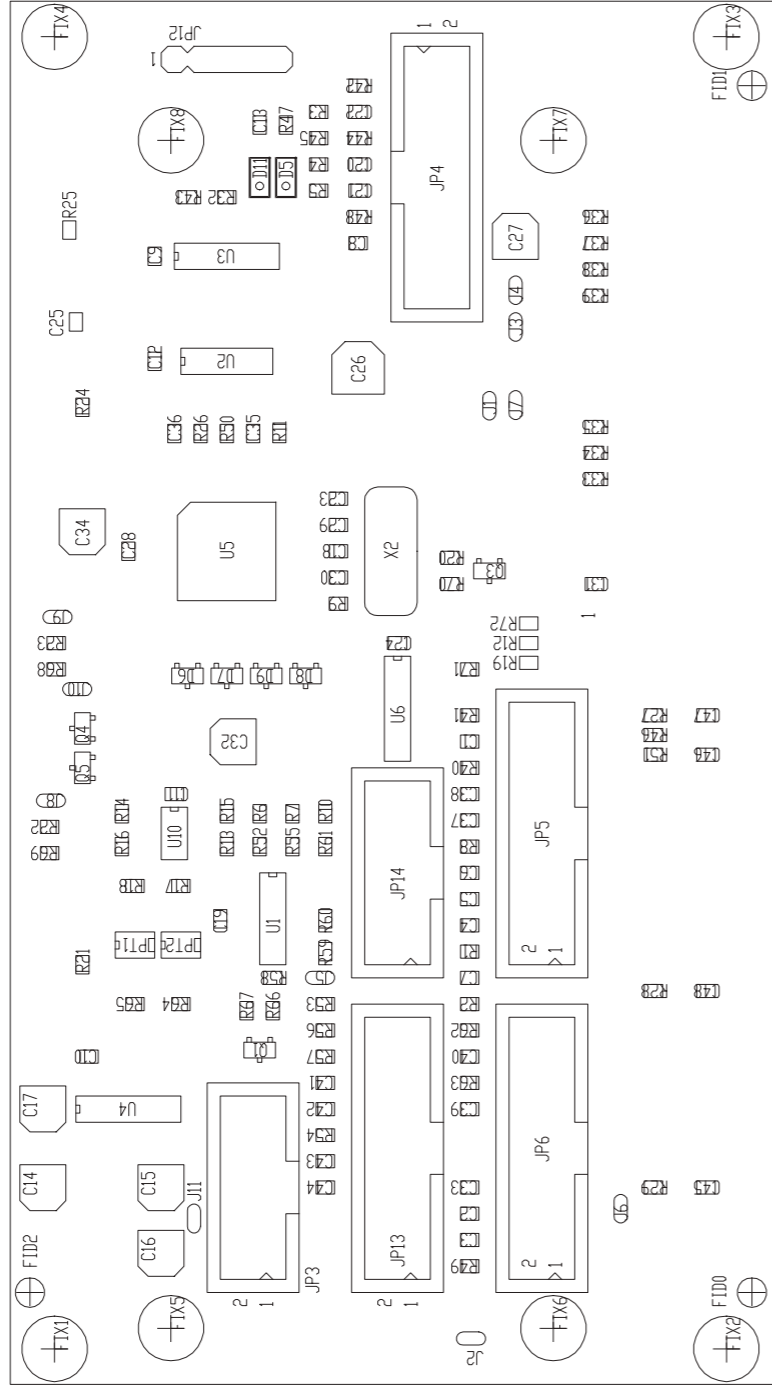 FIX4
JP12
1
1
2
FIX3
FID1
FIX8
FIX7
R42
C13
R47
R3
C22
R45
R44
D11
D5
R4
C20
R5
C21
JP4
R43
R32
R48
R25
R36
C9
U3
C8
C27
R37
R38
J4
R39
C25
J3
C12
U2
C26
R24
J1
J7
C36
R26
R50
C35
R11
R35
R34
R33
C34
C28
U5
C23
C29
C18
C30
R9
X2
R20
R70
Q3
C31
1
J9
R23
R68
J10
C24
R72
R12
R19
D6
D7
D9
D8
R71
U6
Q4
Q5
C32
R41
C1
R40
R27
C47
R46
R51
C46
J8
R22
R69
R14
R16
C11
U10
R15
R13
R6
R52
R7
R55
R10
R61
C38
C37
R8
JP5
R18
R17
C6
JP14
C19
U1
C5
R60
C4
OPT1
OPT2
R21
R59
R1
2
1
R58
J5
C7
R65
R64
R67
R66
R53
R2
R28
C48
R56
R62
C10
Q1
R57
C40
C41
R63
C17
U4
C42
C39
R54
C43
JP6
C14
C15
J11
C44
C33
R29
C45
C2
J6
C16
JP13
C3
FID2
JP3
R49
2
1
FID0
2
1
2
1
FIX1
FIX5
FIX6
J2
FIX2